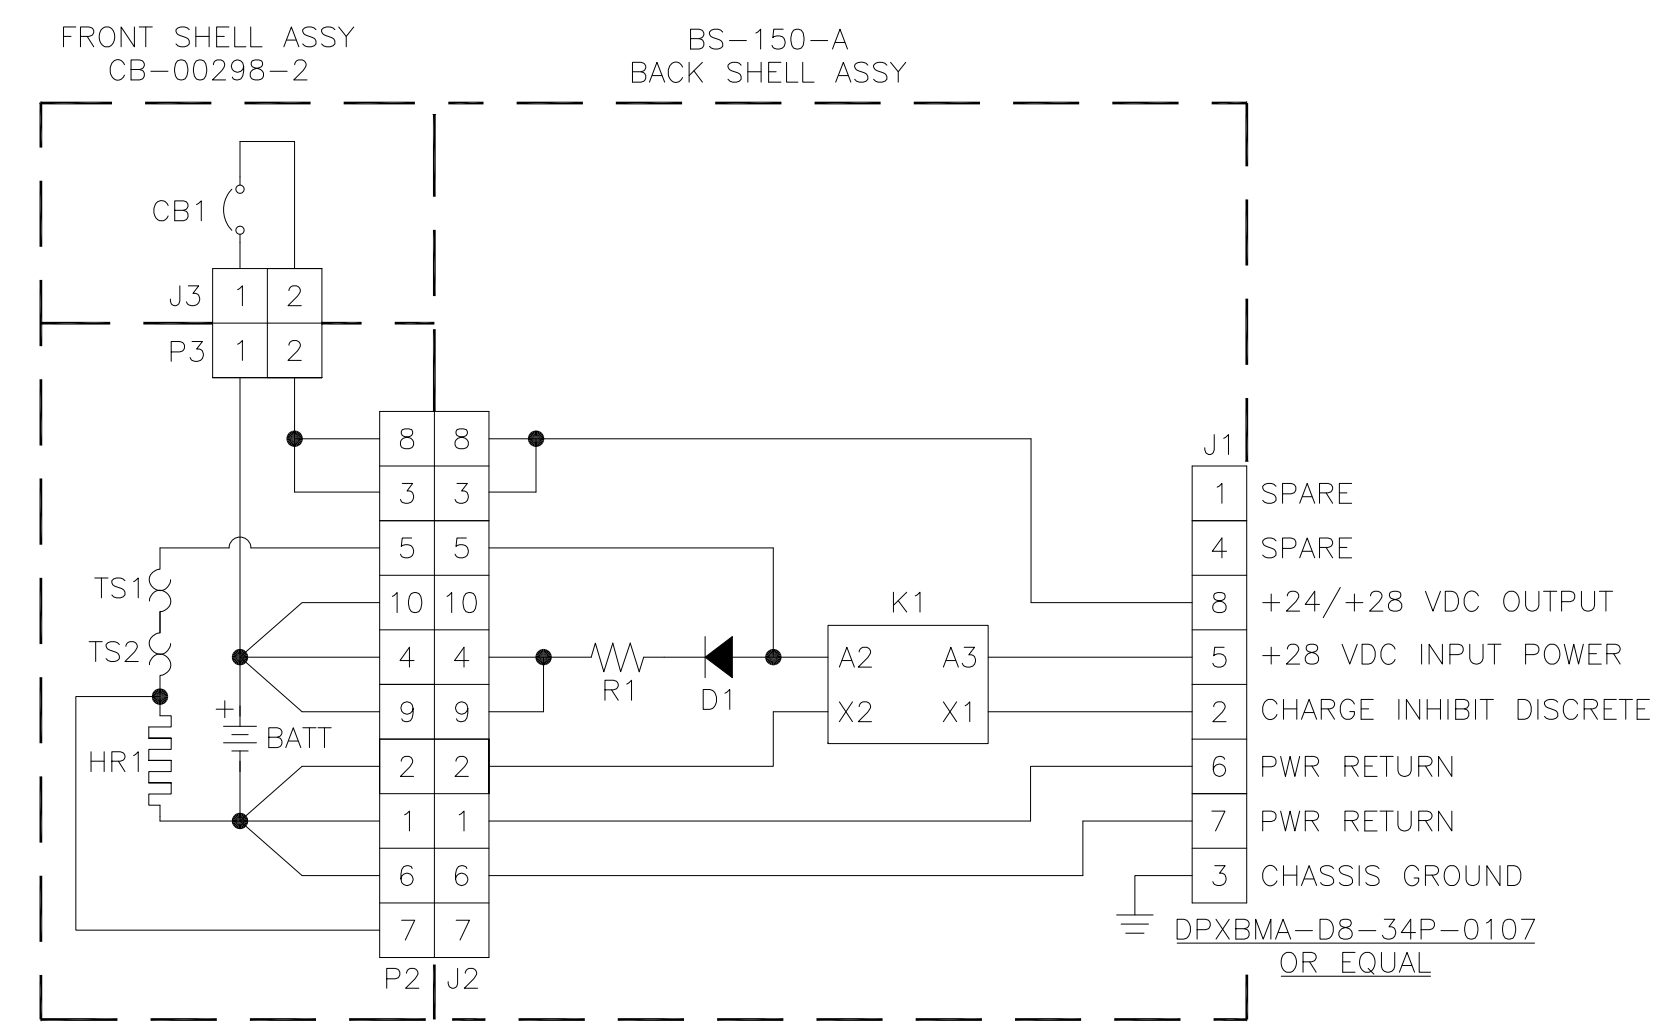 FRONT SHELL ASSY
CB-00298-2
BS-150-A
BACK SHELL ASSY
CB1
J3 1 2
P3 1 2
8 8
3 3
5 5
10 10
4 4
9 9
2 2
1 1
6 6
7 7
P2 J2
TS1
TS2
HR1
+
BATT
R1
D1
K1
A2 A3
X2 X1
J1
1 SPARE
4 SPARE
8 +24/+28 VDC OUTPUT
5 +28 VDC INPUT POWER
2 CHARGE INHIBIT DISCRETE
6 PWR RETURN
7 PWR RETURN
3 CHASSIS GROUND
DPXBMA-D8-34P-0107
OR EQUAL